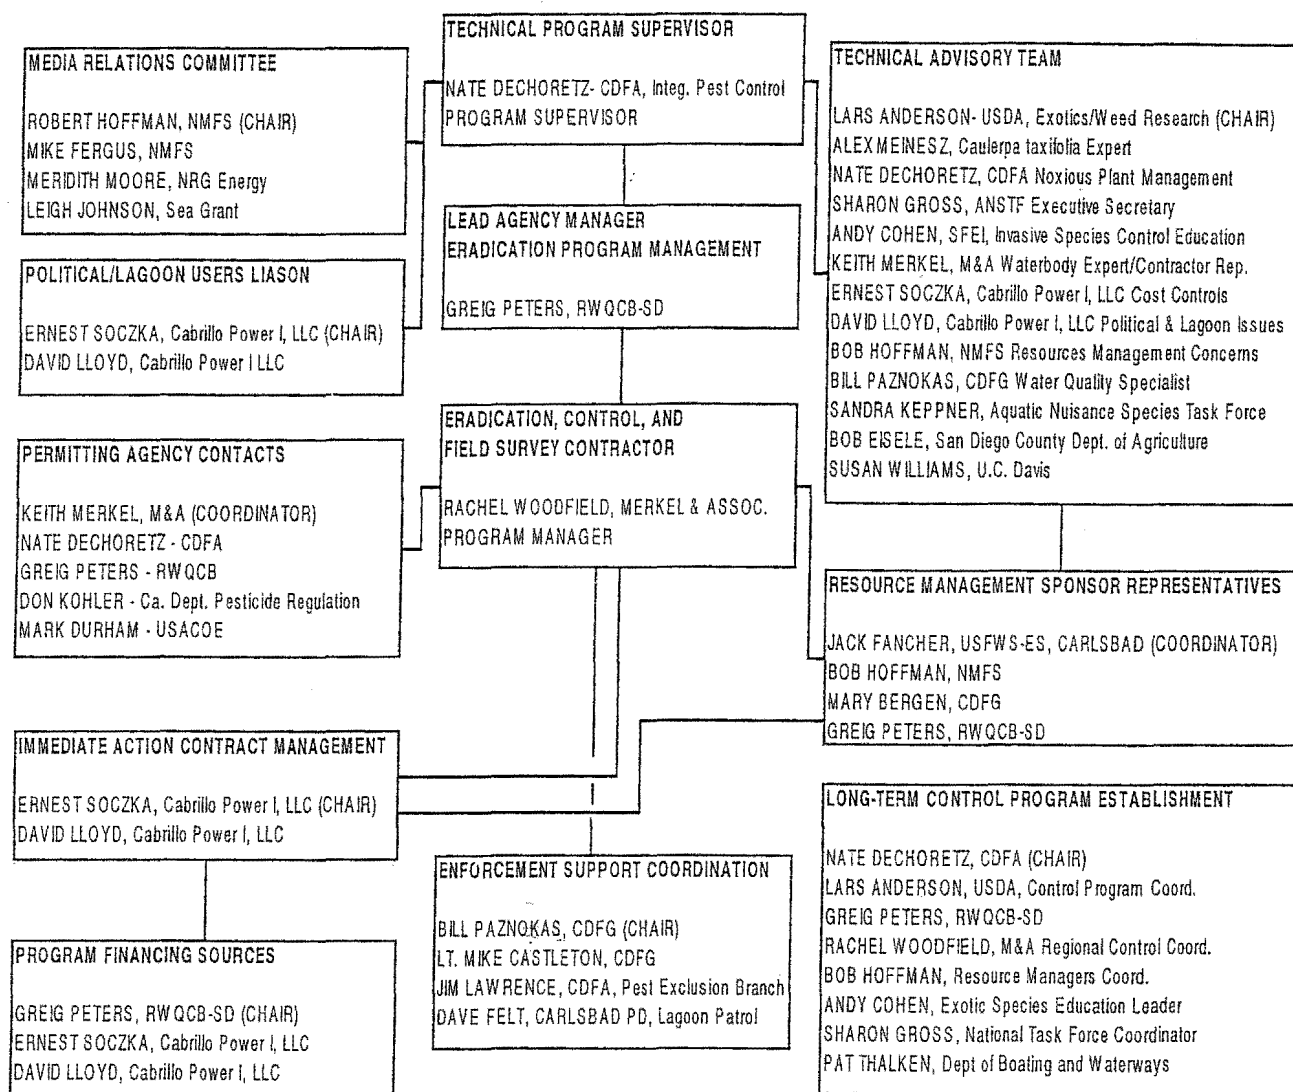 TECHNICAL PROGRAM SUPERVISOR
NATE DECHORETZ- CDFA, Integ. Pest Control
PROGRAM SUPERVISOR
MEDIA RELATIONS COMMITTEE
ROBERT HOFFMAN, NMFS (CHAIR)
MIKE FERGUS, NMFS
MERIDITH MOORE, NRG Energy
LEIGH JOHNSON, Sea Grant
POLITICAL/LAGOON USERS LIASON
ERNEST SOCZKA, Cabrillo Power I, LLC (CHAIR)
DAVID LLOYD, Cabrillo Power I LLC
LEAD AGENCY MANAGER
ERADICATION PROGRAM MANAGEMENT
GREIG PETERS, RWQCB-SD
TECHNICAL ADVISORY TEAM
LARS ANDERSON- USDA, Exotics/Weed Research (CHAIR)
ALEX MEINESZ, Caulerpa taxifolia Expert
NATE DECHORETZ, CDFA Noxious Plant Management
SHARON GROSS, ANSTF Executive Secretary
ANDY COHEN, SFEI, Invasive Species Control Education
KEITH MERKEL, M&A Waterbody Expert/Contractor Rep.
ERNEST SOCZKA, Cabrillo Power I, LLC Cost Controls
DAVID LLOYD, Cabrillo Power I, LLC Political & Lagoon Issues
BOB HOFFMAN, NMFS Resources Management Concerns
BILL PAZNOKAS, CDFG Water Quality Specialist
SANDRA KEPPNER, Aquatic Nuisance Species Task Force
BOB EISELE, San Diego County Dept. of Agriculture
SUSAN WILLIAMS, U.C. Davis
PERMITTING AGENCY CONTACTS
KEITH MERKEL, M&A (COORDINATOR)
NATE DECHORETZ - CDFA
GREIG PETERS - RWQCB
DON KOHLER - Ca. Dept. Pesticide Regulation
MARK DURHAM - USACOE
ERADICATION, CONTROL, AND
FIELD SURVEY CONTRACTOR
RACHEL WOODFIELD, MERKEL & ASSOC.
PROGRAM MANAGER
RESOURCE MANAGEMENT SPONSOR REPRESENTATIVES
JACK FANCHER, USFWS-ES, CARLSBAD (COORDINATOR)
BOB HOFFMAN, NMFS
MARY BERGEN, CDFG
GREIG PETERS, RWQCB-SD
IMMEDIATE ACTION CONTRACT MANAGEMENT
ERNEST SOCZKA, Cabrillo Power I, LLC (CHAIR)
DAVID LLOYD, Cabrillo Power I, LLC
PROGRAM FINANCING SOURCES
GREIG PETERS, RWQCB-SD (CHAIR)
ERNEST SOCZKA, Cabrillo Power I, LLC
DAVID LLOYD, Cabrillo Power I, LLC
ENFORCEMENT SUPPORT COORDINATION
BILL PAZNOKAS, CDFG (CHAIR)
LT. MIKE CASTLETON, CDFG
JIM LAWRENCE, CDFA, Pest Exclusion Branch
DAVE FELT, CARLSBAD PD, Lagoon Patrol
LONG-TERM CONTROL PROGRAM ESTABLISHMENT
NATE DECHORETZ, CDFA (CHAIR)
LARS ANDERSON, USDA, Control Program Coord.
GREIG PETERS, RWQCB-SD
RACHEL WOODFIELD, M&A Regional Control Coord.
BOB HOFFMAN, Resource Managers Coord.
ANDY COHEN, Exotic Species Education Leader
SHARON GROSS, National Task Force Coordinator
PAT THALKEN, Dept of Boating and Waterways